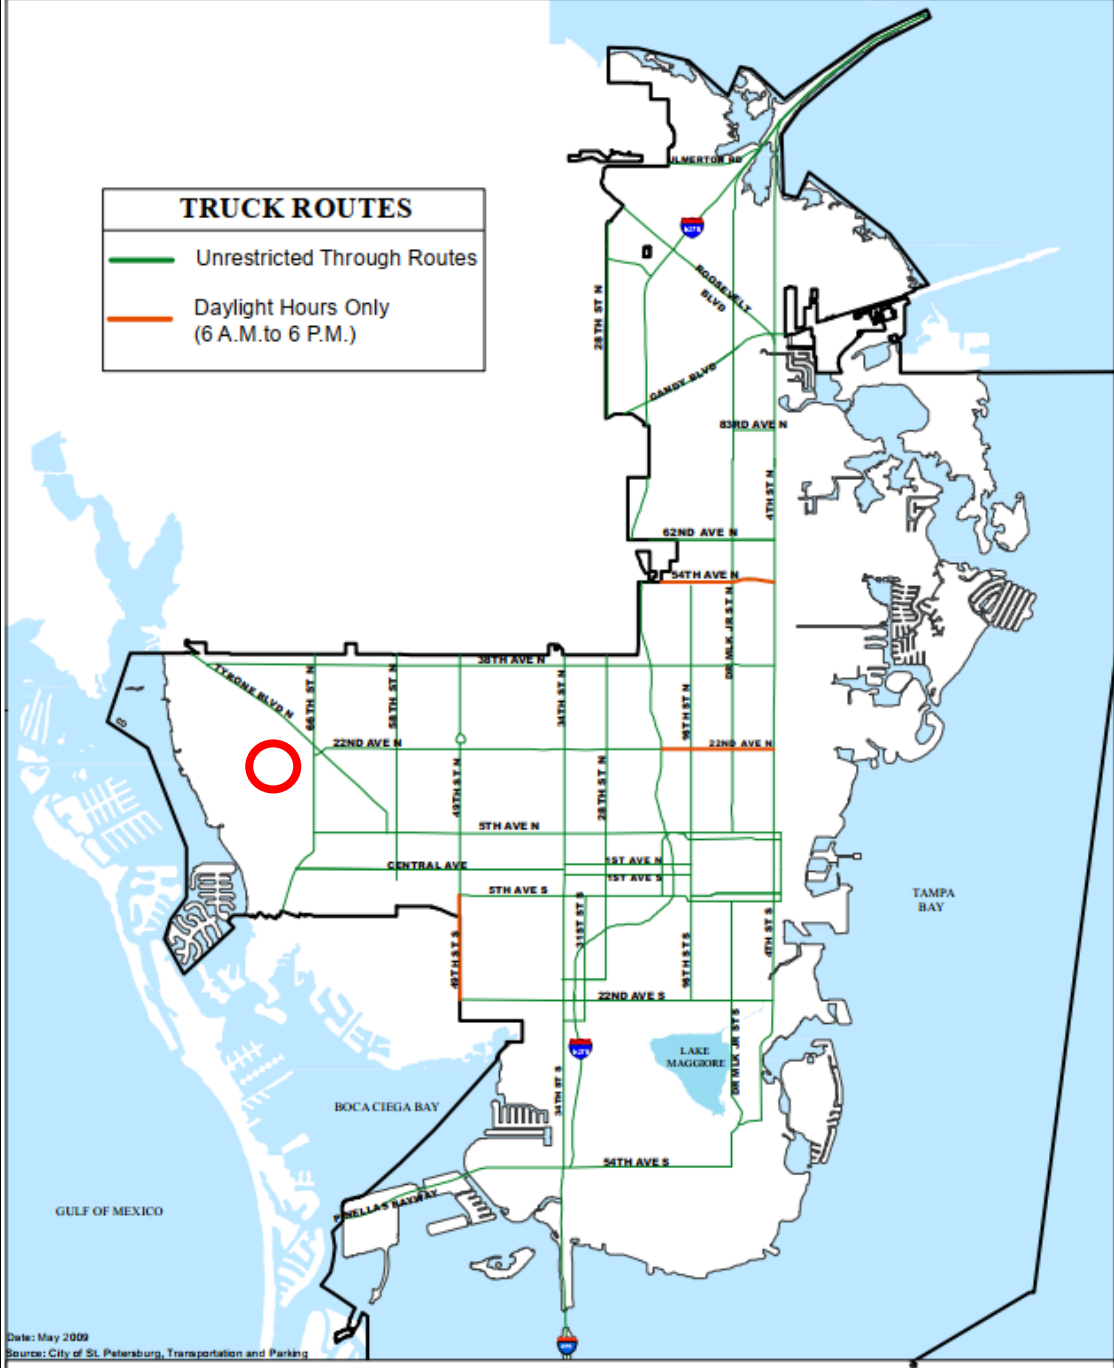 TRUCK ROUTES
Unrestricted Through Routes
Daylight Hours Only
(6 A.M.to 6 P.M.)
ULMERTON RD
I-275
ROOSEVELT
BLVD
28TH ST N
GANDY BLVD
83RD AVE N
4TH ST N
62ND AVE N
54TH AVE N
DR MLK JR ST N
38TH AVE N
TYRONE BLVD N
66TH ST N
58TH ST N
34TH ST N
16TH ST N
22ND AVE N
22ND AVE N
49TH ST N
28TH ST N
5TH AVE N
1ST AVE N
CENTRAL AVE
1ST AVE S
5TH AVE S
TAMPA
BAY
31ST ST S
49TH ST S
16TH ST S
4TH ST S
22ND AVE S
LAKE
MAGGIORE
DR MLK JR ST S
34TH ST S
BOCA CIEGA BAY
54TH AVE S
PINELLAS BAYWAY
GULF OF MEXICO
Date: May 2009
Source: City of St. Petersburg, Transportation and Parking